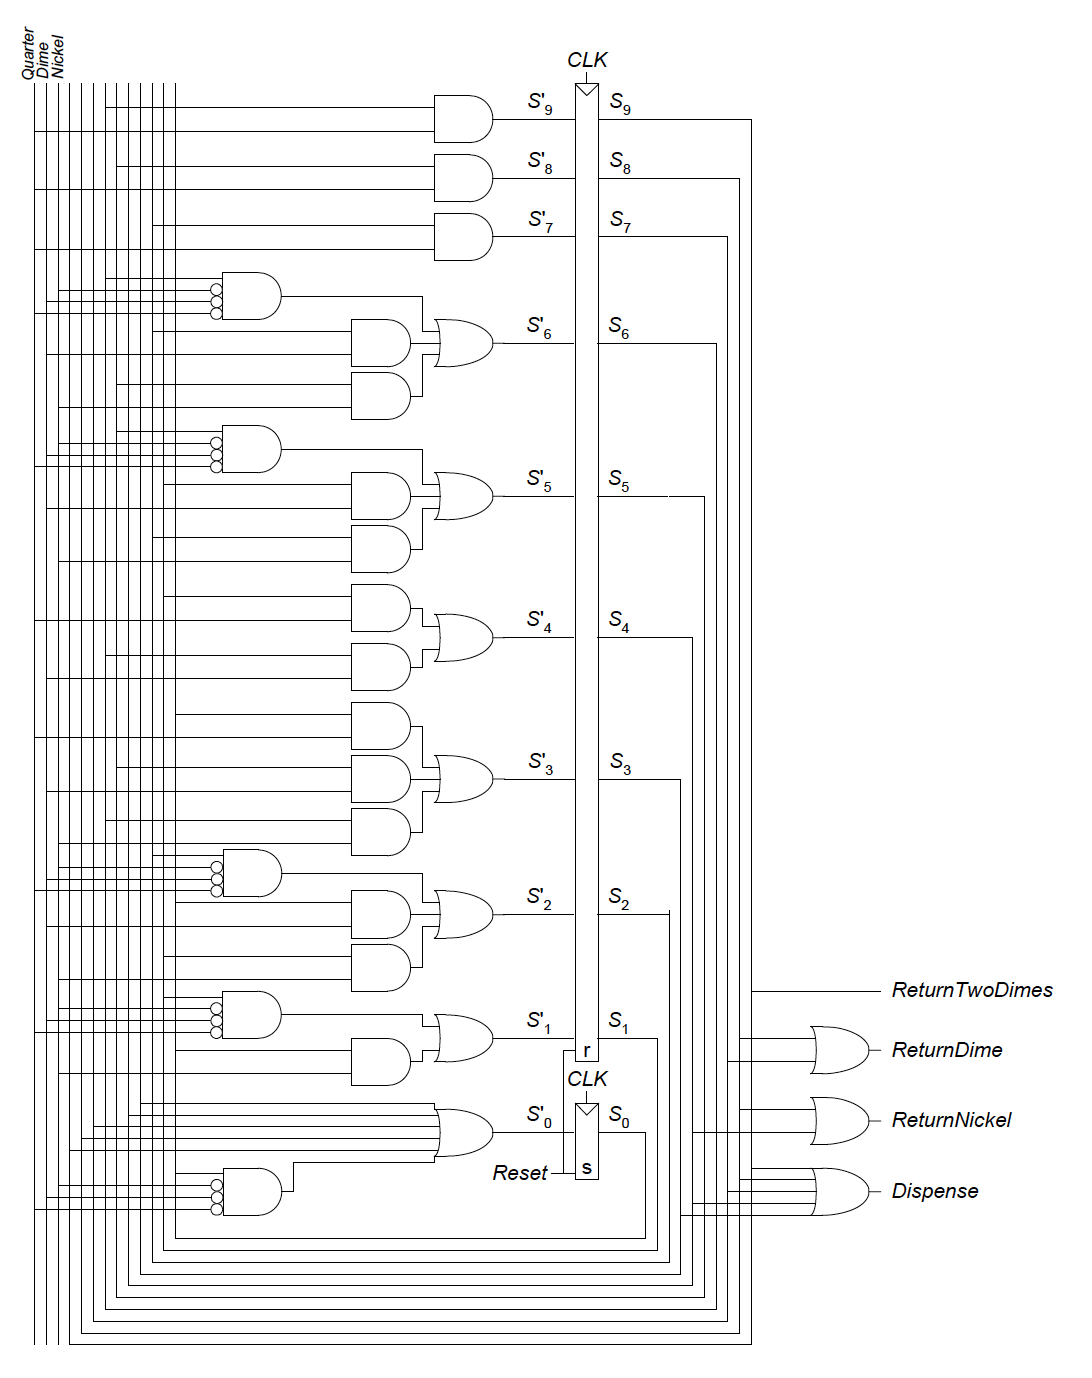 Quarter
Dime
Nickel
CLK
S'9 S9
S'8 S8
S'7 S7
S'6 S6
S'5 S5
S'4 S4
S'3 S3
S'2 S2
ReturnTwoDimes
S'1 S1
r
ReturnDime
CLK
S'0 S0
ReturnNickel
Reset s
Dispense